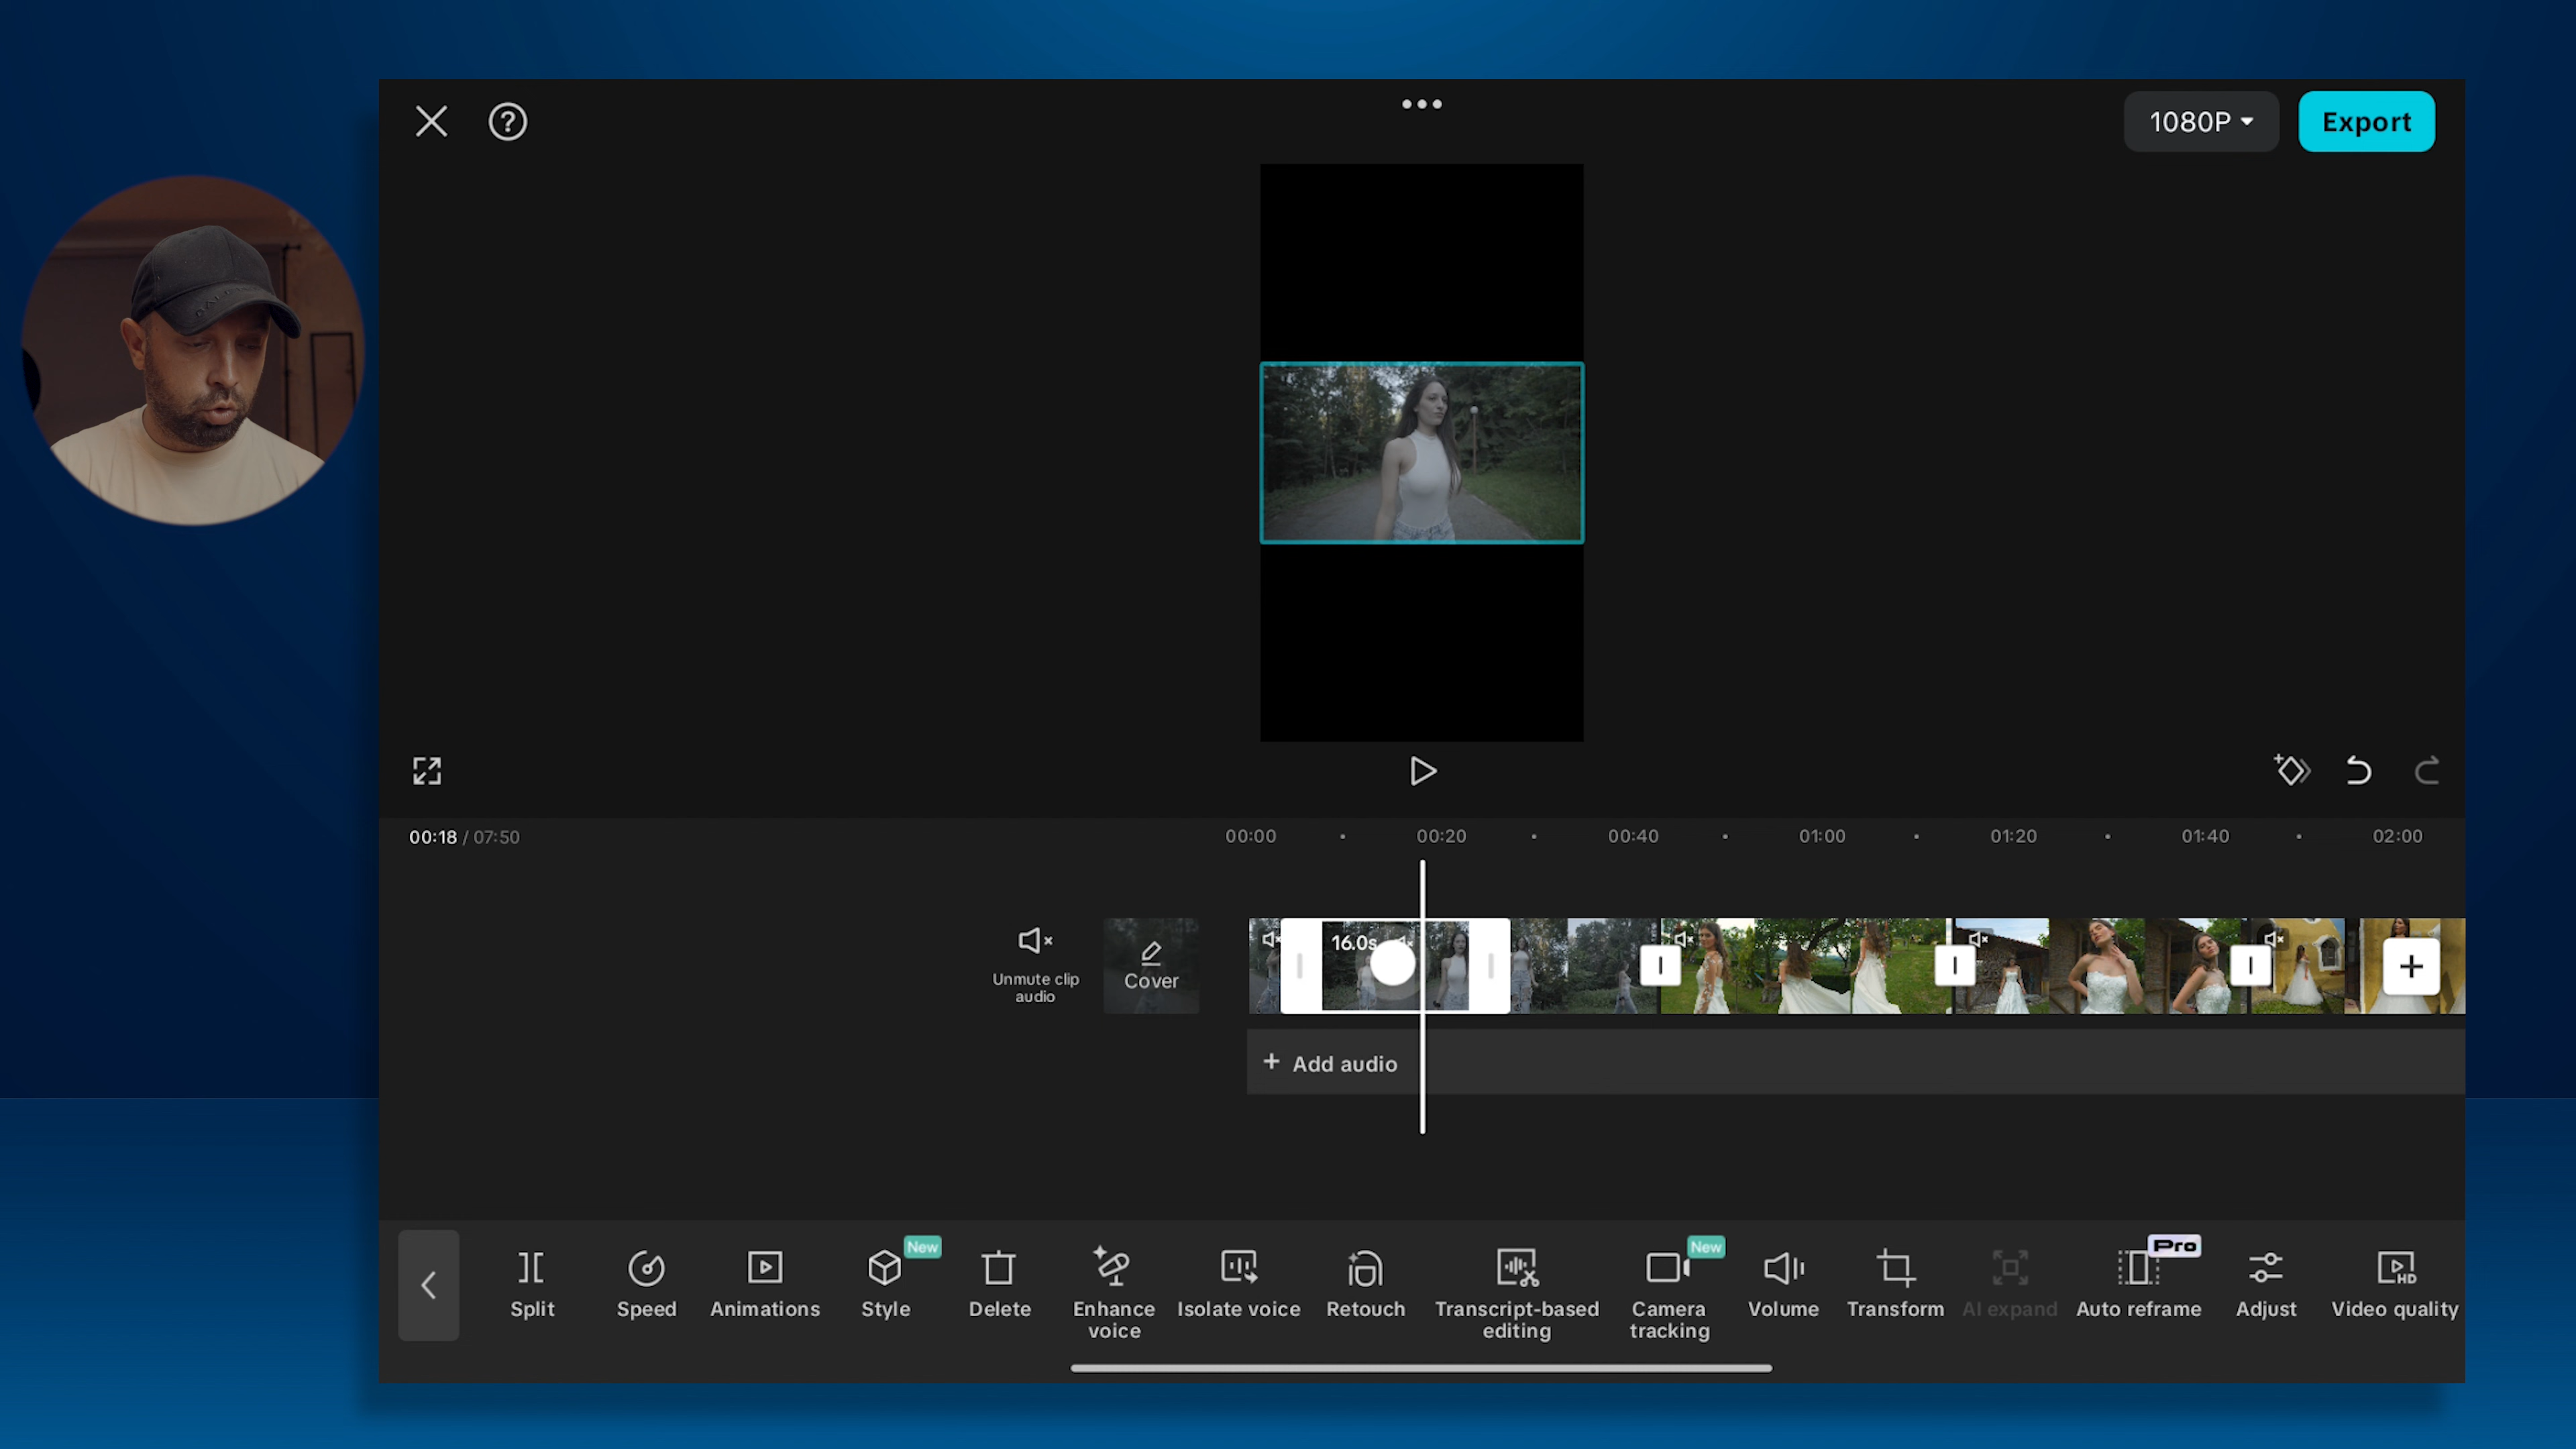 1080P
Export
00:18 / 07:50
00:00
00:20
00:40
01:00
01:20
01:40
02:00
Unmute clip
audio
Cover
16.0s
+ Add audio
Split
Speed
Animations
New
Style
Delete
Enhance
voice
Isolate voice
Retouch
Transcript-based
editing
New
Camera
tracking
Volume
Transform
AI expand
Pro
Auto reframe
Adjust
HD
Video quality